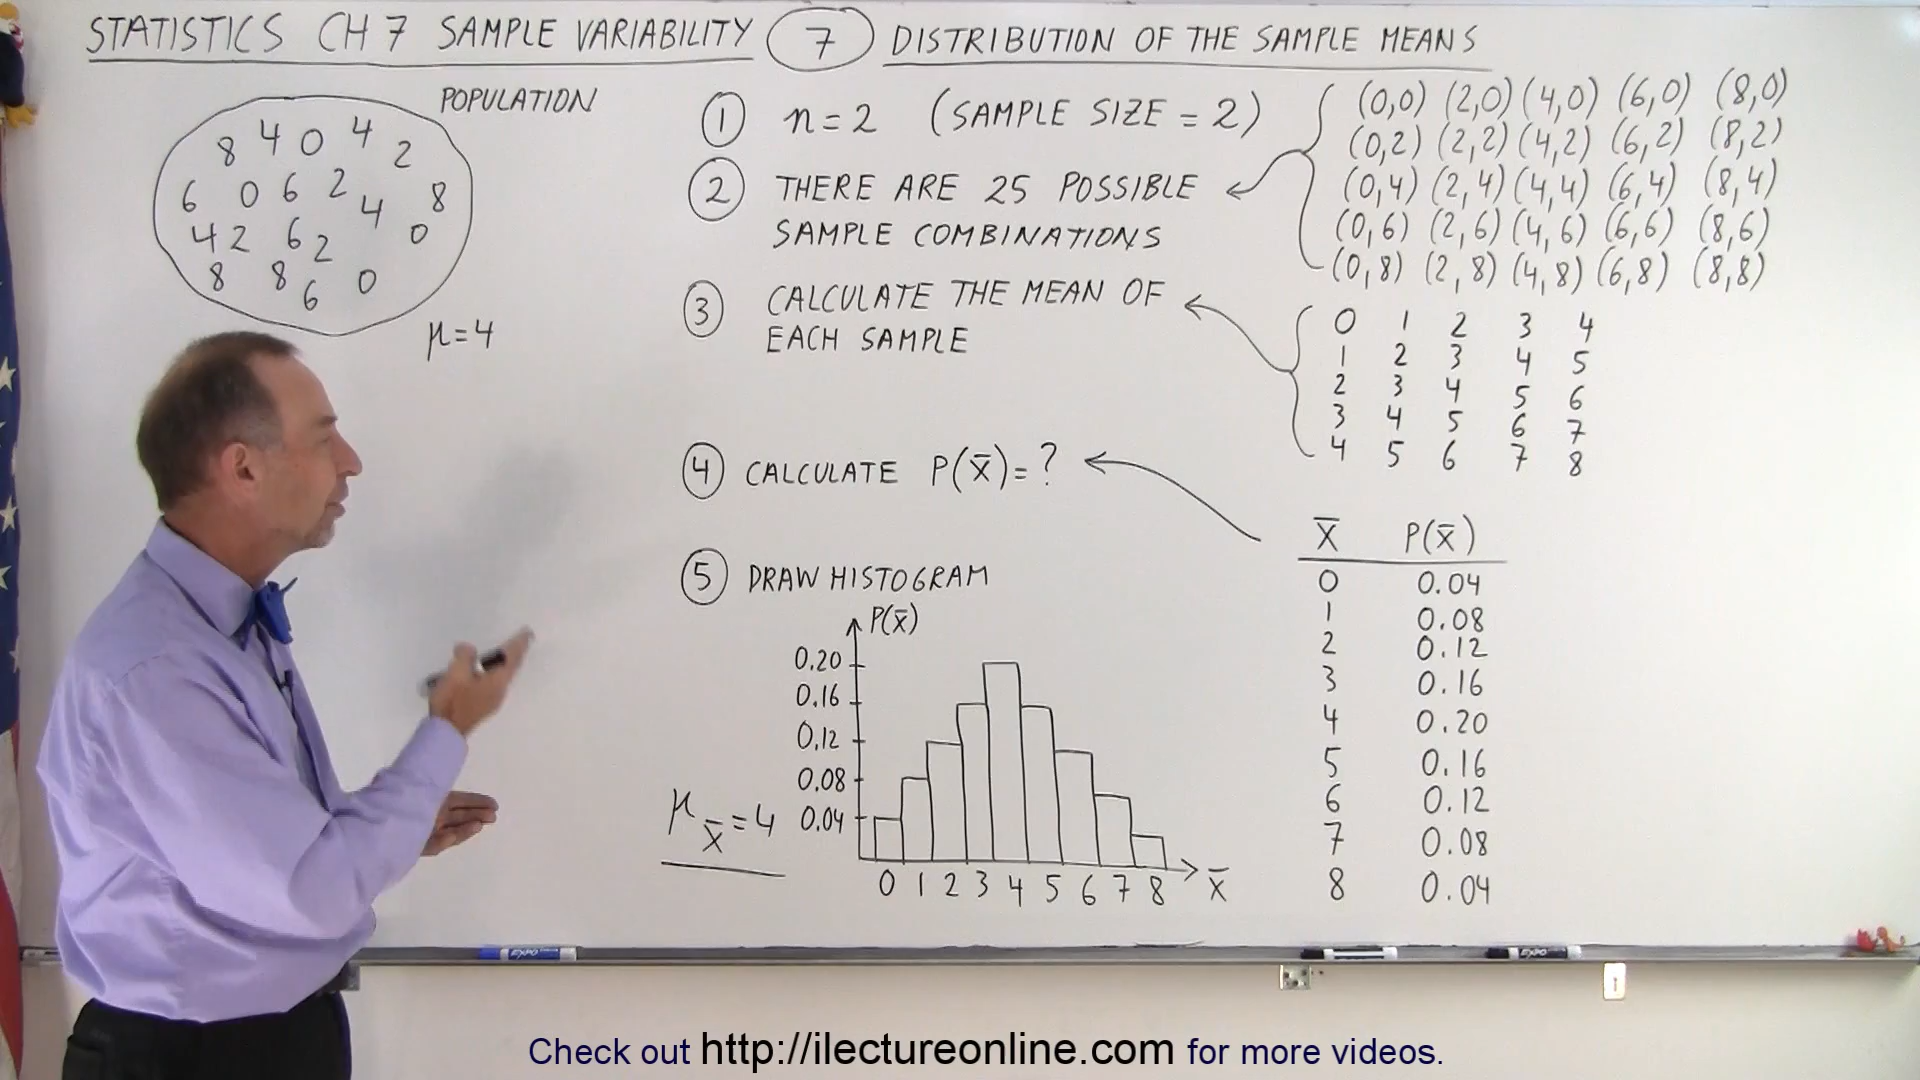 STATISTICS CH 7 SAMPLE VARIABILITY 7 DISTRIBUTION OF THE SAMPLE MEANS
POPULATION
8 4 0 4 2
6 0 6 2 4 8
4 2 6 2 0
8 8 6 0
μ=4
1 n=2 (SAMPLE SIZE = 2)
2 THERE ARE 25 POSSIBLE
SAMPLE COMBINATIONS
(0,0) (2,0) (4,0) (6,0) (8,0)
(0,2) (2,2) (4,2) (6,2) (8,2)
(0,4) (2,4) (4,4) (6,4) (8,4)
(0,6) (2,6) (4,6) (6,6) (8,6)
(0,8) (2,8) (4,8) (6,8) (8,8)
3 CALCULATE THE MEAN OF
EACH SAMPLE
0 1 2 3 4
1 2 3 4 5
2 3 4 5 6
3 4 5 6 7
4 5 6 7 8
4 CALCULATE P(x̄)=?
x̄ P(x̄)
0 0.04
1 0.08
2 0.12
3 0.16
4 0.20
5 0.16
6 0.12
7 0.08
8 0.04
5 DRAW HISTOGRAM
P(x̄)
0.20
0.16
0.12
0.08
0.04
0 1 2 3 4 5 6 7 8 x̄
μx̄=4
EXPO
EXPO
Check out http://ilectureonline.com for more videos.